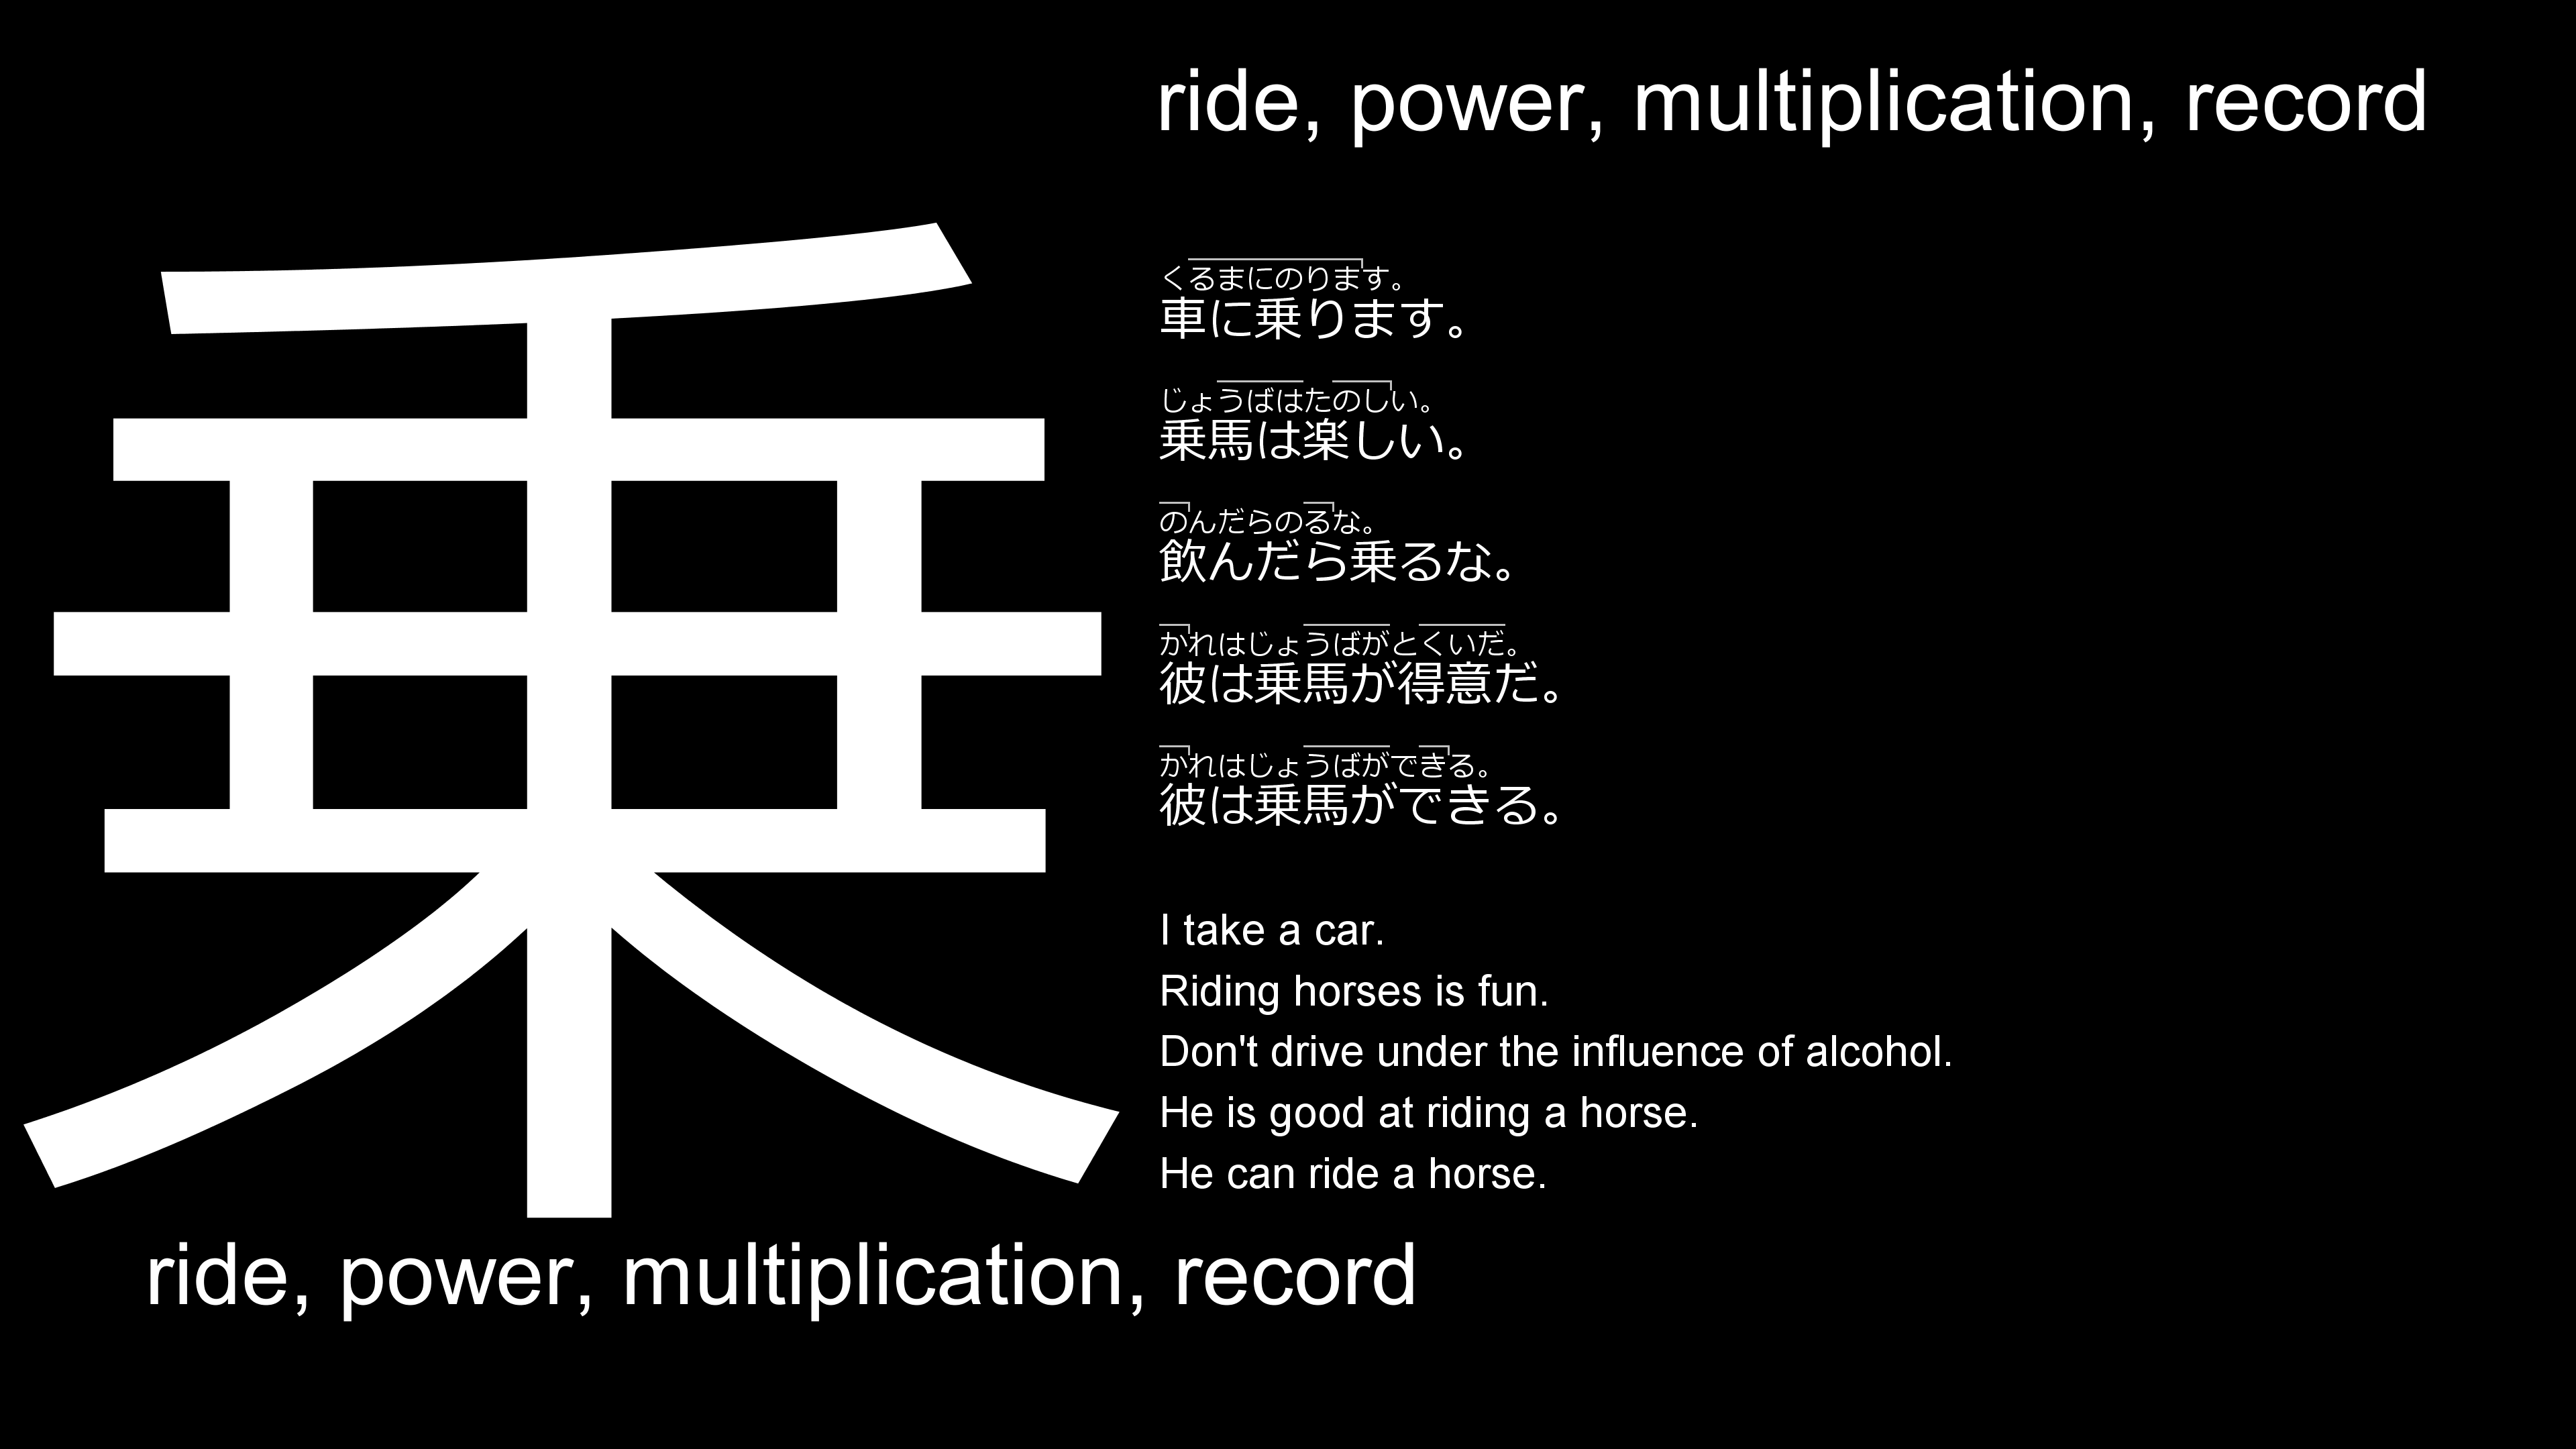 ride, power, multiplication, record
乗
くるまにのります。
車に乗ります。
じょうばはたのしい。
乗馬は楽しい。
のんだらのるな。
飲んだら乗るな。
かれはじょうばがとくいだ。
彼は乗馬が得意だ。
かれはじょうばができる。
彼は乗馬ができる。
I take a car.
Riding horses is fun.
Don't drive under the influence of alcohol.
He is good at riding a horse.
He can ride a horse.
ride, power, multiplication, record